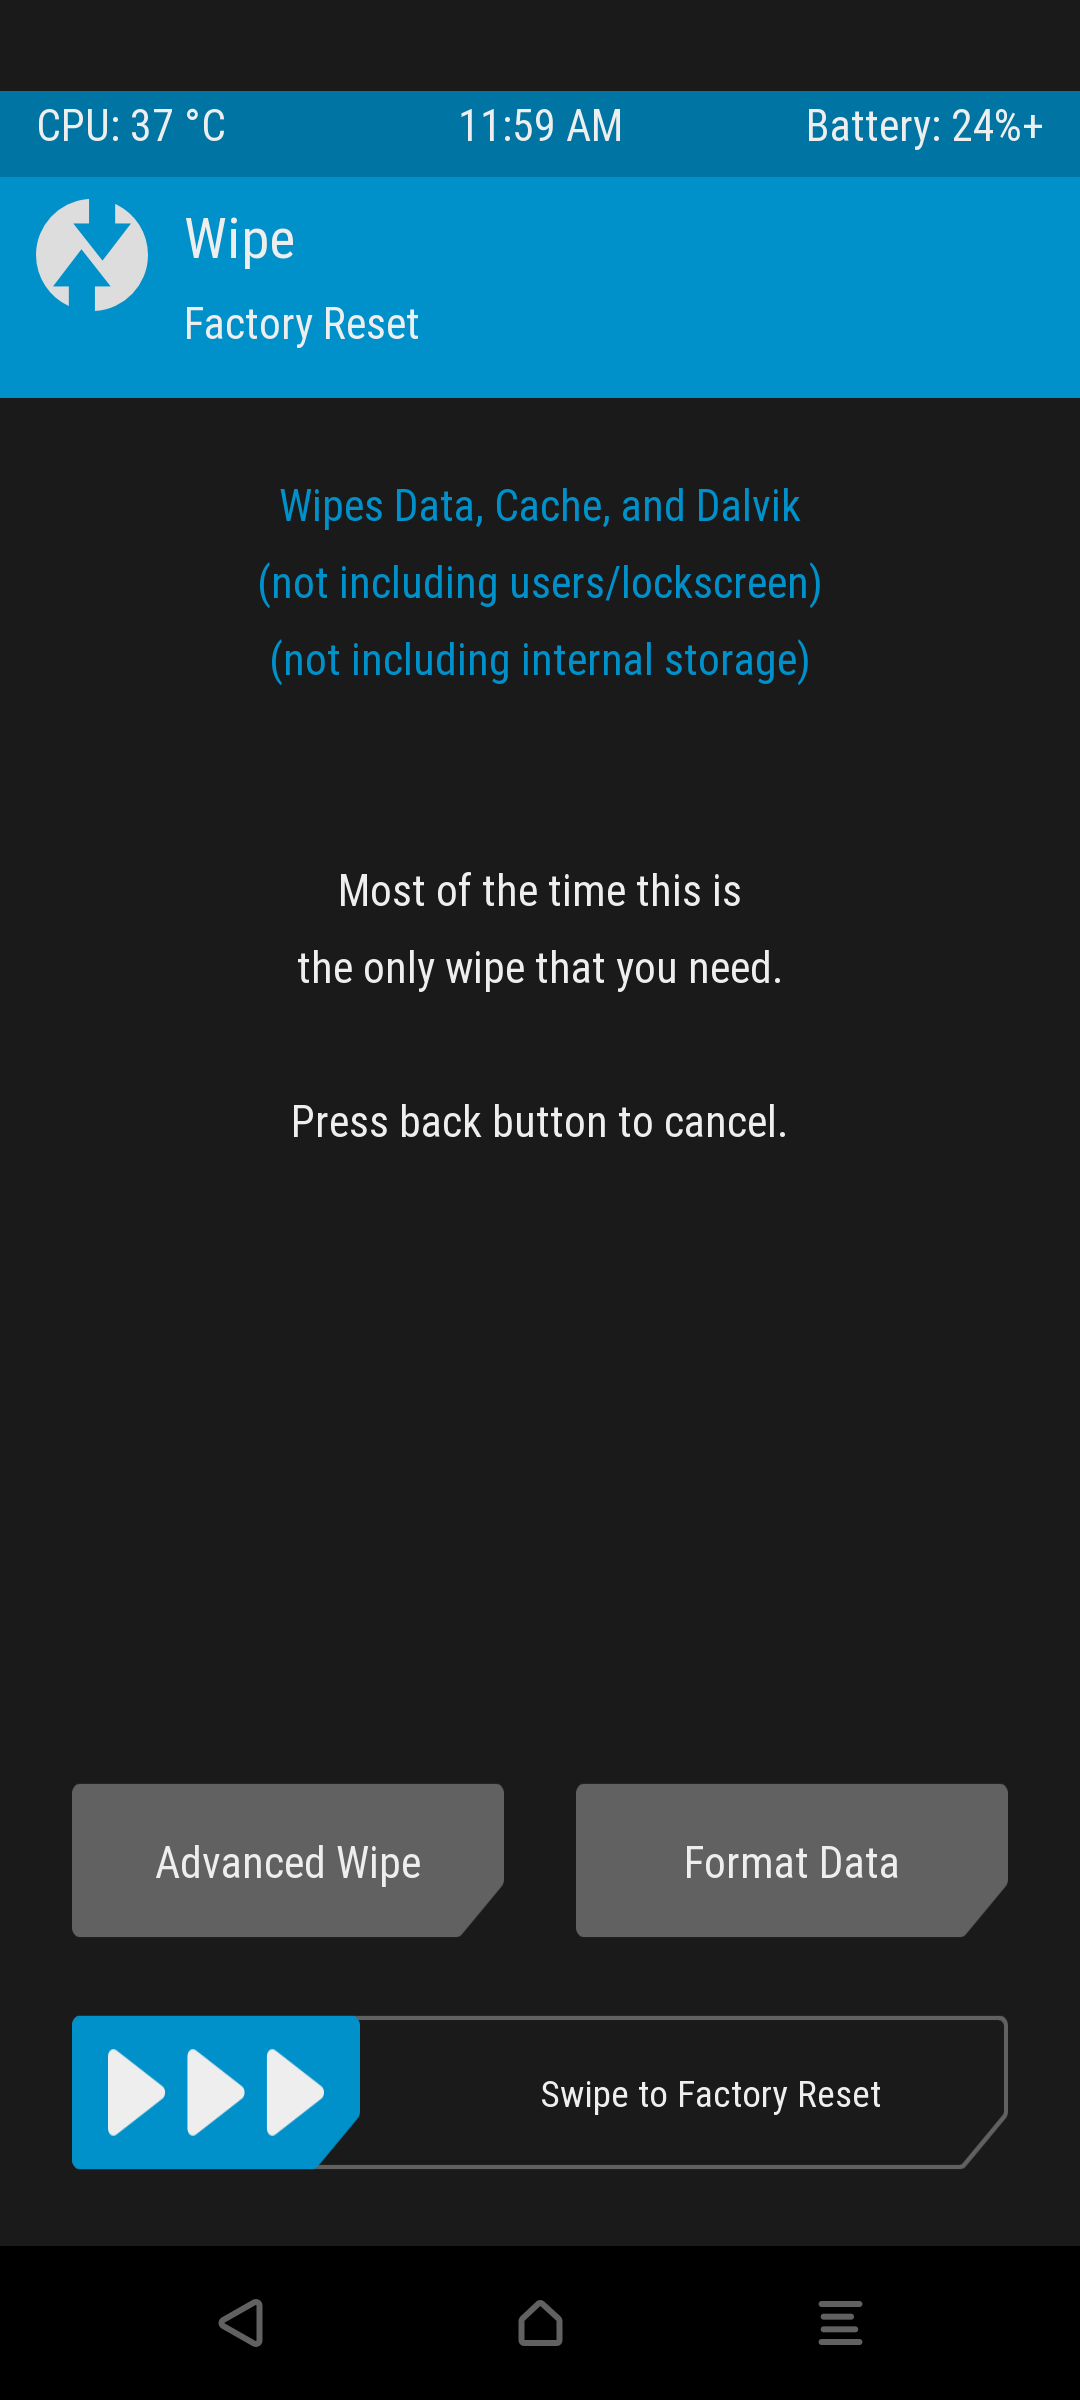 CPU: 37 °C 11:59 AM Battery: 24%+
Wipe
Factory Reset
Wipes Data, Cache, and Dalvik
(not including users/lockscreen)
(not including internal storage)
Most of the time this is
the only wipe that you need.
Press back button to cancel.
Advanced Wipe Format Data
Swipe to Factory Reset